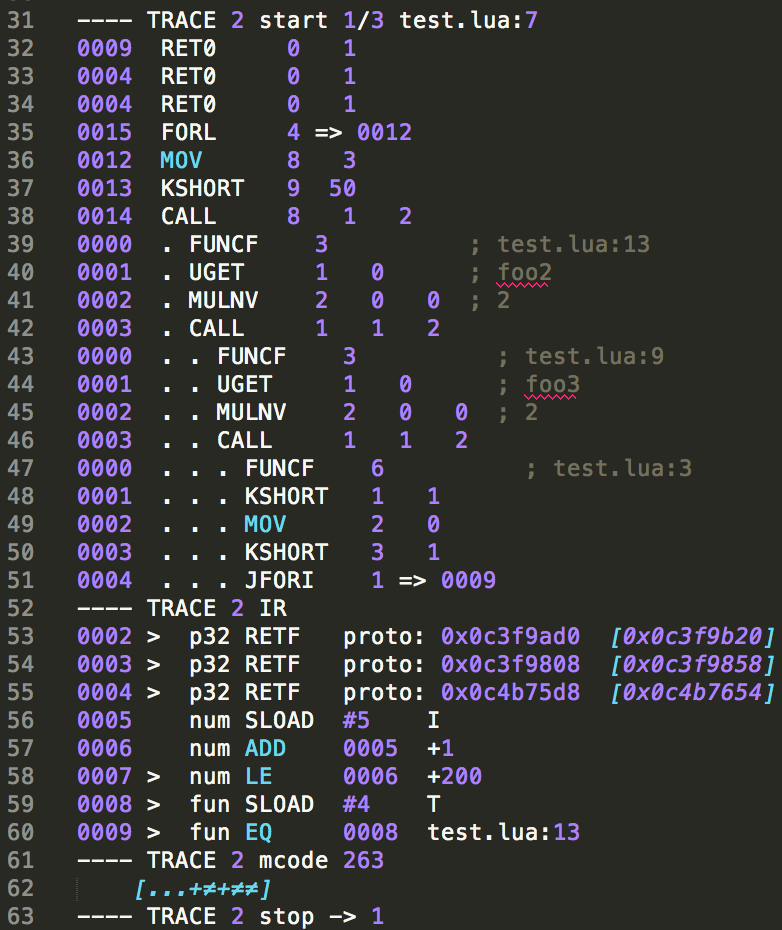 31 ---- TRACE 2 start 1/3 test.lua:7
32 0009 RET0 0 1
33 0004 RET0 0 1
34 0004 RET0 0 1
35 0015 FORL 4 => 0012
36 0012 MOV 8 3
37 0013 KSHORT 9 50
38 0014 CALL 8 1 2
39 0000 . FUNCF 3 ; test.lua:13
40 0001 . UGET 1 0 ; foo2
41 0002 . MULNV 2 0 0 ; 2
42 0003 . CALL 1 1 2
43 0000 . . FUNCF 3 ; test.lua:9
44 0001 . . UGET 1 0 ; foo3
45 0002 . . MULNV 2 0 0 ; 2
46 0003 . . CALL 1 1 2
47 0000 . . . FUNCF 6 ; test.lua:3
48 0001 . . . KSHORT 1 1
49 0002 . . . MOV 2 0
50 0003 . . . KSHORT 3 1
51 0004 . . . JFORI 1 => 0009
52 ---- TRACE 2 IR
53 0002 > p32 RETF proto: 0x0c3f9ad0 [0x0c3f9b20]
54 0003 > p32 RETF proto: 0x0c3f9808 [0x0c3f9858]
55 0004 > p32 RETF proto: 0x0c4b75d8 [0x0c4b7654]
56 0005 num SLOAD #5 I
57 0006 num ADD 0005 +1
58 0007 > num LE 0006 +200
59 0008 > fun SLOAD #4 T
60 0009 > fun EQ 0008 test.lua:13
61 ---- TRACE 2 mcode 263
62 [...+≠+≠≠]
63 ---- TRACE 2 stop -> 1